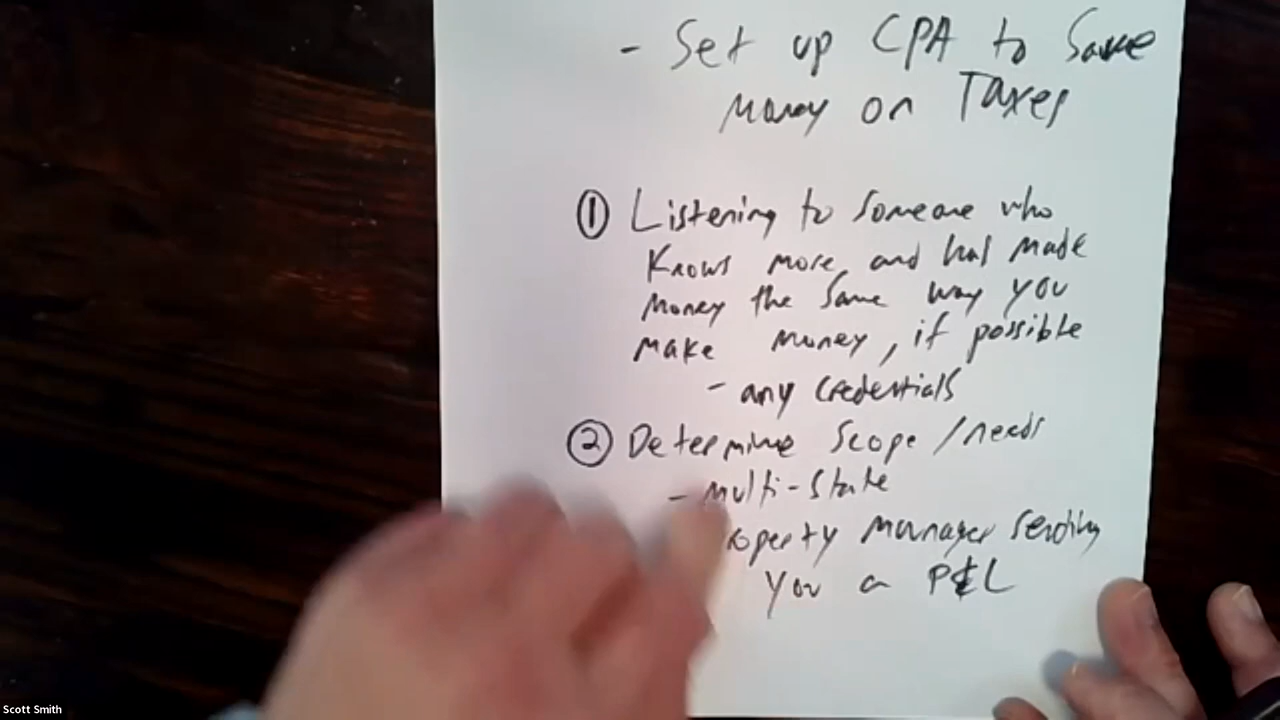 - Set up CPA to Save
Money on Taxes
① Listening to someone who
knows more and has made
money the same way you
make money, if possible
- any credentials
② Determine Scope / needs
- multi-state
roperty manager sending
you a P&L
Scott Smith